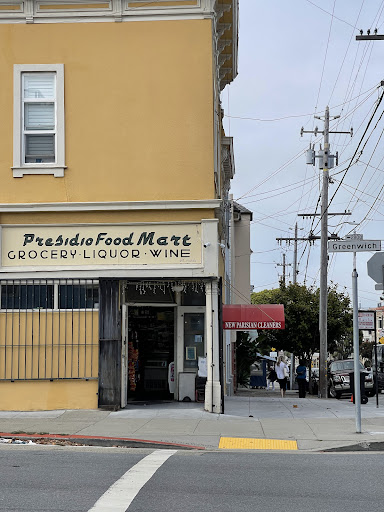 Presidio Food Mart
GROCERY · LIQUOR · WINE
NEW PARISIAN CLEANERS
Greenwich